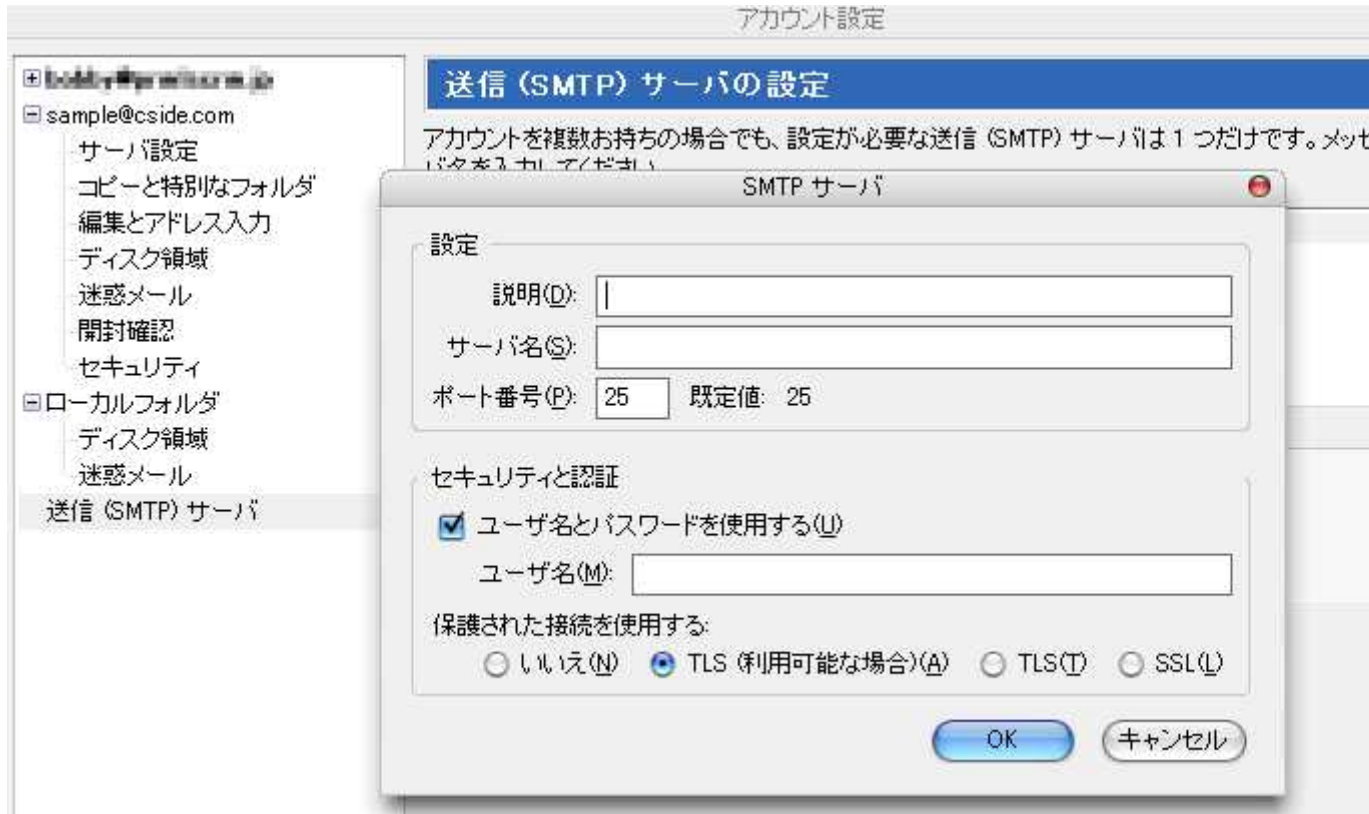 アカウント設定
sample@cside.com
サーバ設定
コピーと特別なフォルダ
編集とアドレス入力
ディスク領域
迷惑メール
開封確認
セキュリティ
ローカルフォルダ
ディスク領域
迷惑メール
送信 (SMTP) サーバ
送信 (SMTP) サーバの設定
アカウントを複数お持ちの場合でも、設定が必要な送信 (SMTP) サーバは 1 つだけです。メッセ
バ名を入力してください
SMTP サーバ
設定
説明(D):
サーバ名(S):
ポート番号(P): 25 既定値: 25
セキュリティと認証
ユーザ名とパスワードを使用する(U)
ユーザ名(M):
保護された接続を使用する:
いいえ(N) TLS (利用可能な場合)(A) TLS(T) SSL(L)
OK キャンセル